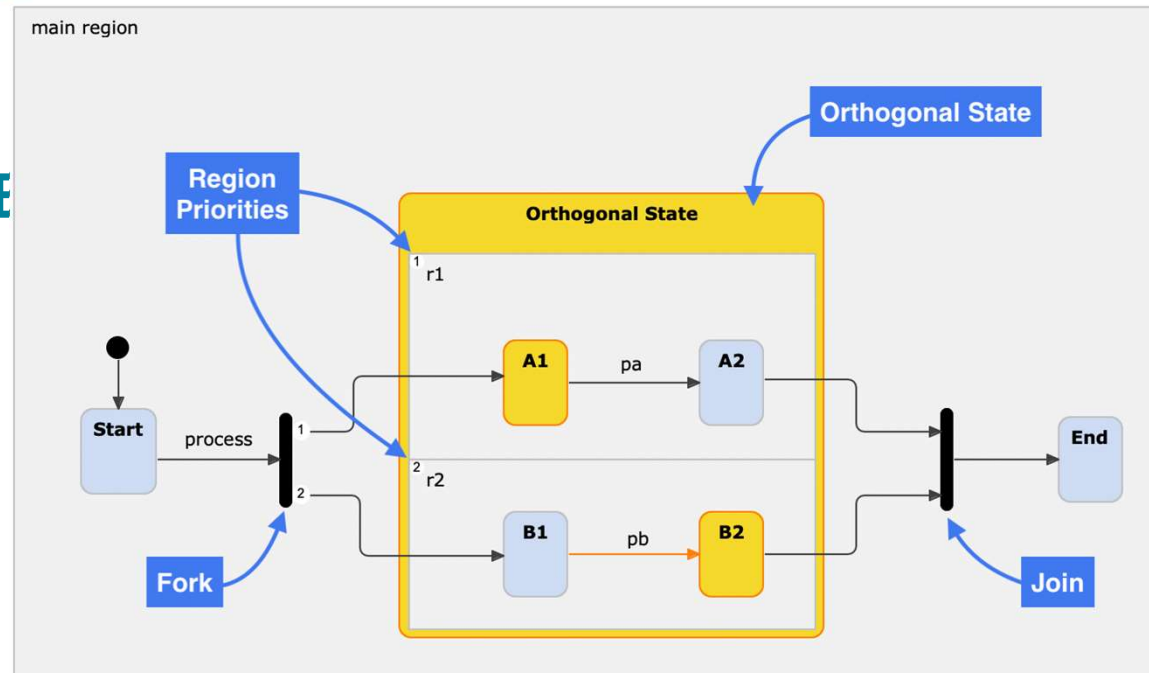 main region
Orthogonal State
Region
Priorities
E
Orthogonal State
1
r1
A1
pa
A2
Start
process
1
End
2
2
r2
B1
pb
B2
Fork
Join